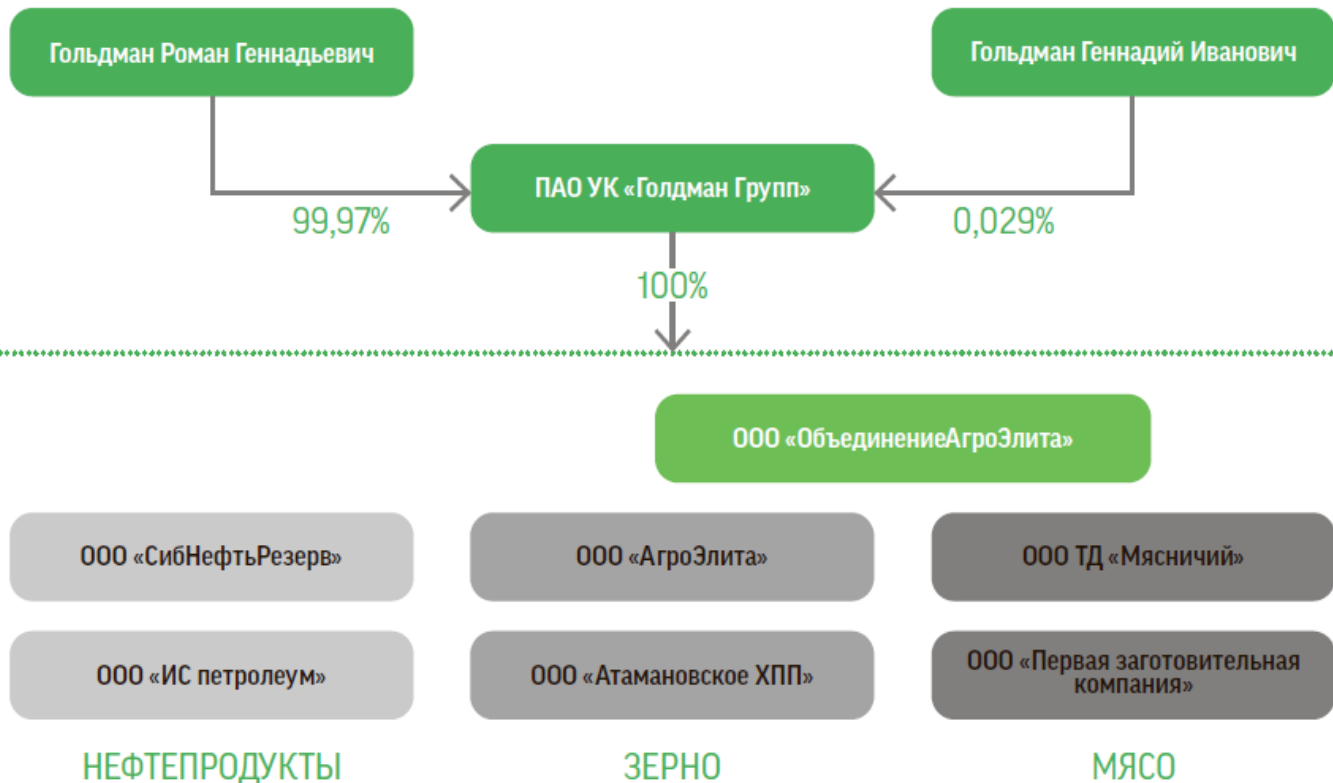 Гольдман Роман Геннадьевич
Гольдман Геннадий Иванович
ПАО УК «Голдман Групп»
99,97%
0,029%
100%
ООО «ОбъединениеАгроЭлита»
ООО «СибНефтьРезерв»
ООО «АгроЭлита»
ООО ТД «Мясничий»
ООО «ИС петролеум»
ООО «Атамановское ХПП»
ООО «Первая заготовительная
компания»
НЕФТЕПРОДУКТЫ
ЗЕРНО
МЯСО